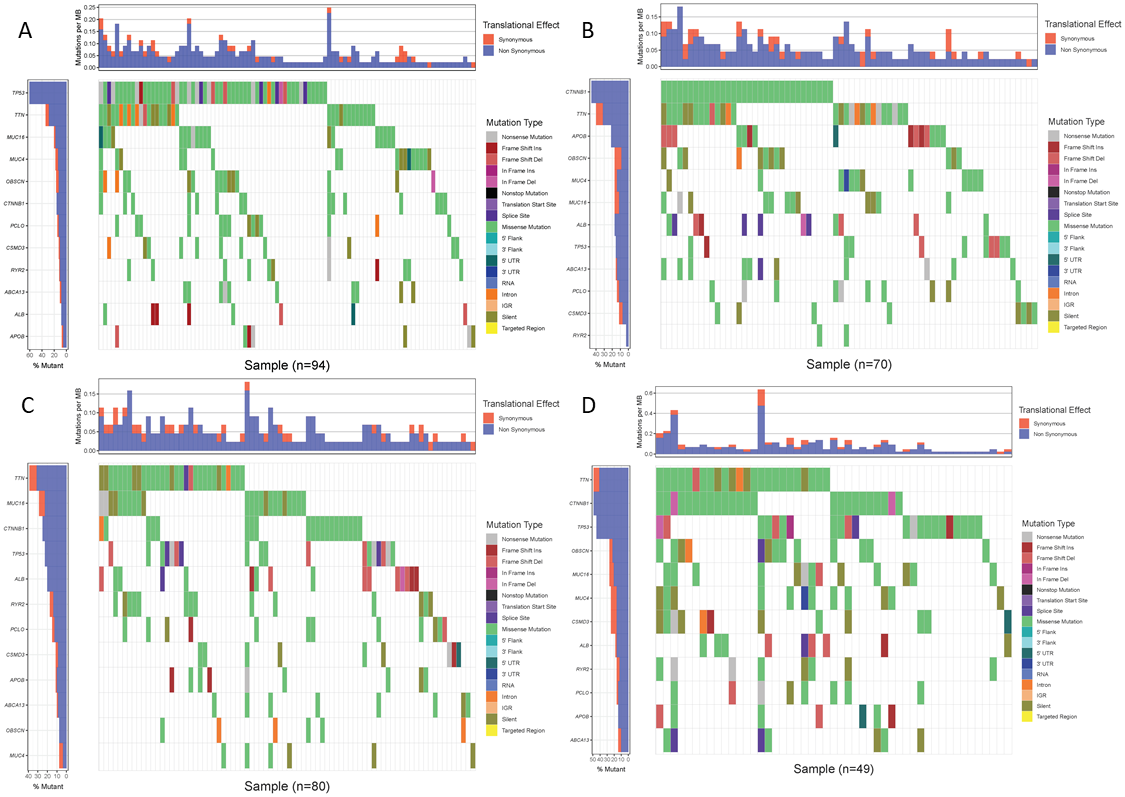 A
Mutations per MB
0.25
0.20
0.15
0.10
0.05
0.00
Translational Effect
Synonymous
Non Synonymous
TP53
TTN
MUC16
MUC4
OBSCN
CTNNB1
PCLO
CSMD3
RYR2
ABCA13
ALB
APOB
60 40 20 0
% Mutant
Sample (n=94)
Mutation Type
Nonsense Mutation
Frame Shift Ins
Frame Shift Del
In Frame Ins
In Frame Del
Nonstop Mutation
Translation Start Site
Splice Site
Missense Mutation
5' Flank
3' Flank
5' UTR
3' UTR
RNA
Intron
IGR
Silent
Targeted Region
B
Mutations per MB
0.15
0.10
0.05
0.00
Translational Effect
Synonymous
Non Synonymous
CTNNB1
TTN
APOB
OBSCN
MUC4
MUC16
ALB
TP53
ABCA13
PCLO
CSMD3
RYR2
40 30 20 10 0
% Mutant
Sample (n=70)
Mutation Type
Nonsense Mutation
Frame Shift Ins
Frame Shift Del
In Frame Ins
In Frame Del
Nonstop Mutation
Translation Start Site
Splice Site
Missense Mutation
5' Flank
3' Flank
5' UTR
3' UTR
RNA
Intron
IGR
Silent
Targeted Region
C
Mutations per MB
0.15
0.10
0.05
0.00
Translational Effect
Synonymous
Non Synonymous
TTN
MUC16
CTNNB1
TP53
ALB
RYR2
PCLO
CSMD3
APOB
ABCA13
OBSCN
MUC4
40 30 20 10 0
% Mutant
Sample (n=80)
Mutation Type
Nonsense Mutation
Frame Shift Ins
Frame Shift Del
In Frame Ins
In Frame Del
Nonstop Mutation
Translation Start Site
Splice Site
Missense Mutation
5' Flank
3' Flank
5' UTR
3' UTR
RNA
Intron
IGR
Silent
Targeted Region
D
Mutations per MB
0.6
0.4
0.2
0.0
Translational Effect
Synonymous
Non Synonymous
TTN
CTNNB1
TP53
OBSCN
MUC16
MUC4
CSMD3
ALB
RYR2
PCLO
APOB
ABCA13
50 40 30 20 10 0
% Mutant
Sample (n=49)
Mutation Type
Nonsense Mutation
Frame Shift Ins
Frame Shift Del
In Frame Ins
In Frame Del
Nonstop Mutation
Translation Start Site
Splice Site
Missense Mutation
5' Flank
3' Flank
5' UTR
3' UTR
RNA
Intron
IGR
Silent
Targeted Region